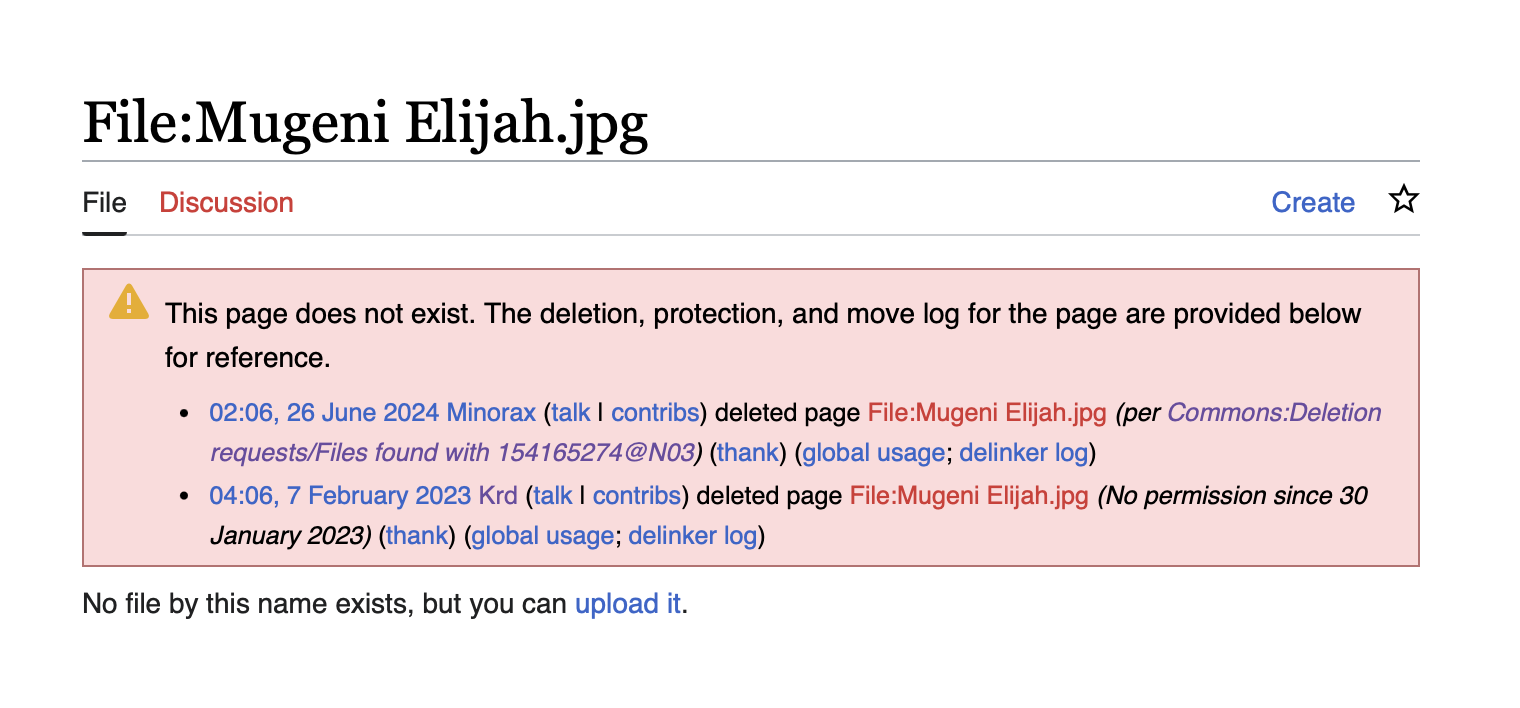 File:Mugeni Elijah.jpg
File Discussion Create
This page does not exist. The deletion, protection, and move log for the page are provided below
for reference.
• 02:06, 26 June 2024 Minorax (talk | contribs) deleted page File:Mugeni Elijah.jpg (per Commons:Deletion
requests/Files found with 154165274@N03) (thank) (global usage; delinker log)
• 04:06, 7 February 2023 Krd (talk | contribs) deleted page File:Mugeni Elijah.jpg (No permission since 30
January 2023) (thank) (global usage; delinker log)
No file by this name exists, but you can upload it.